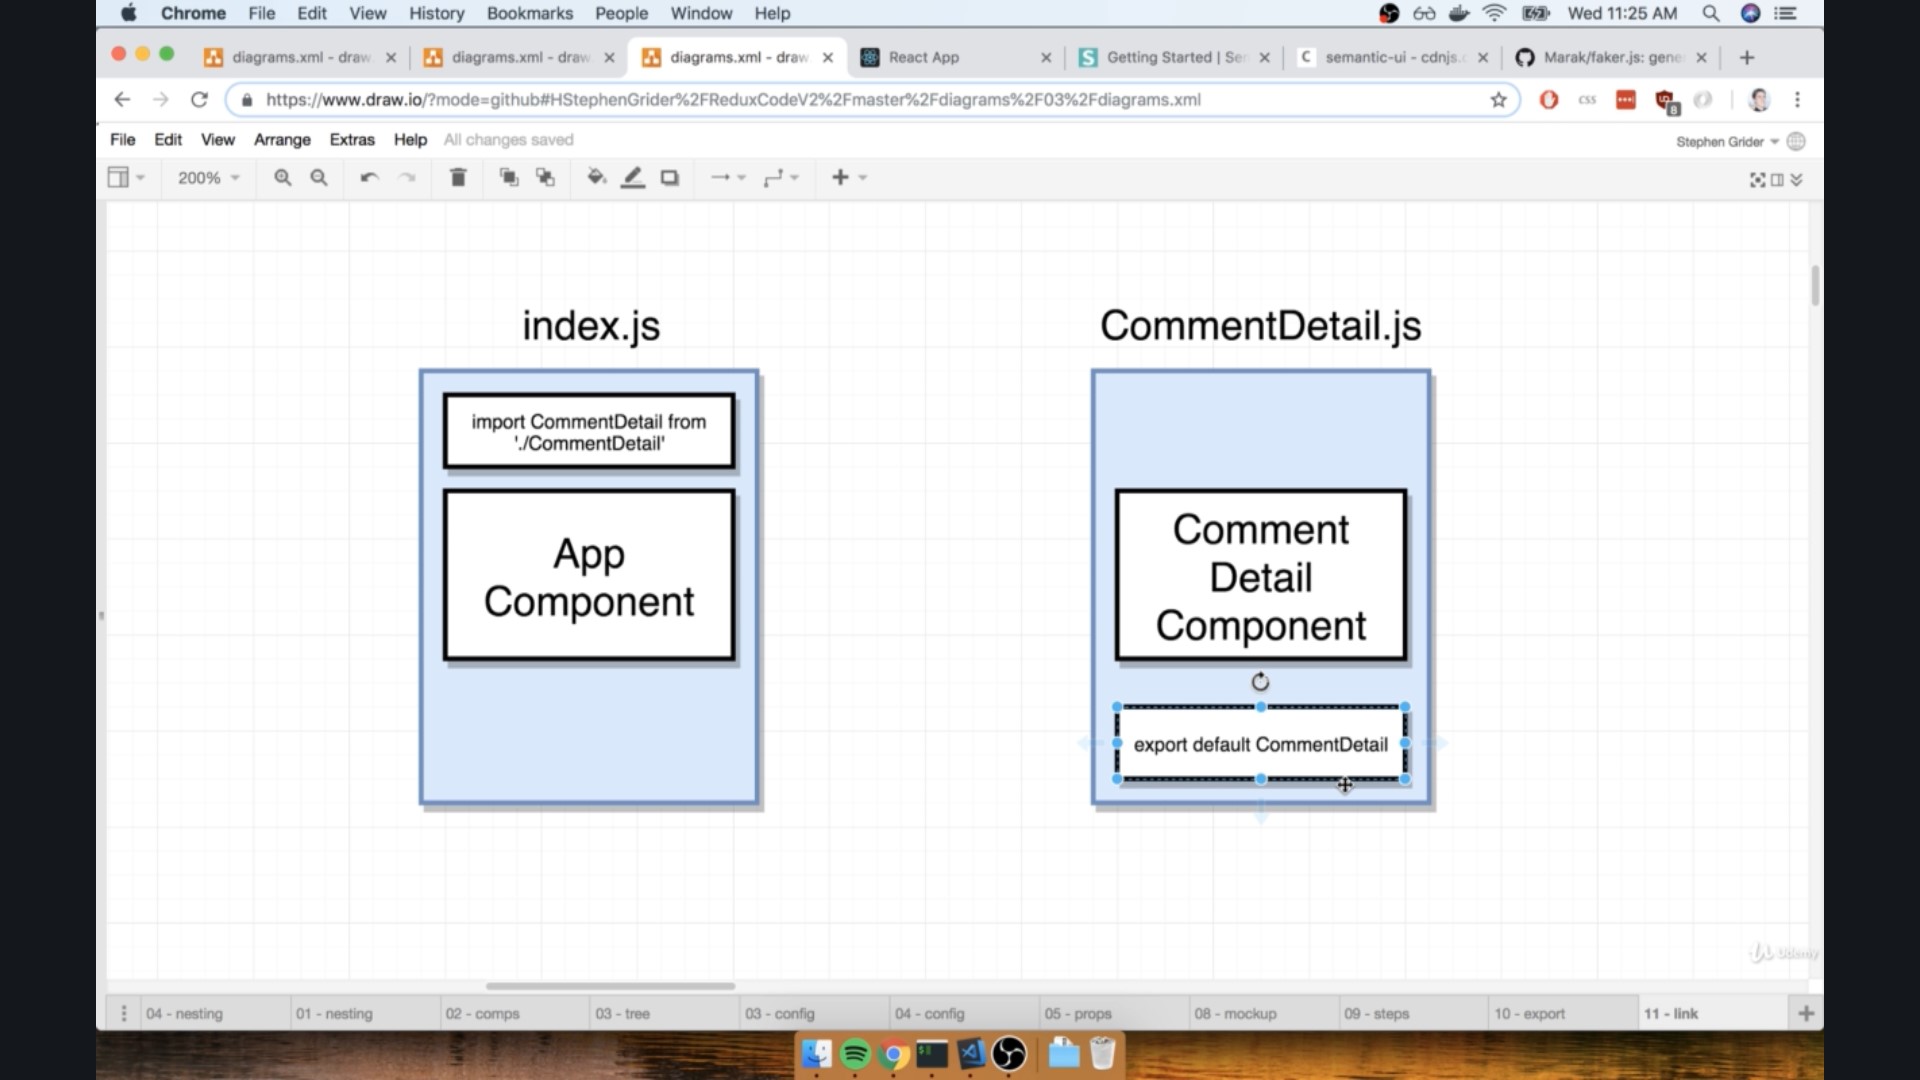 Chrome File Edit View History Bookmarks People Window Help Wed 11:25 AM
diagrams.xml - draw diagrams.xml - draw. diagrams.xml - draw React App Getting Started | Se semantic-ui - cdnjs. Marak/faker.js: gene
https://www.draw.io/?mode=github#HStephenGrider%2FReduxCodeV2%2Fmaster%2Fdiagrams%2F03%2Fdiagrams.xml css 8
File Edit View Arrange Extras Help All changes saved Stephen Grider
200%
index.js
import CommentDetail from
'./CommentDetail'
App
Component
CommentDetail.js
Comment
Detail
Component
export default CommentDetail
Udemy
04 - nesting 01 - nesting 02 - comps 03 - tree 03 - config 04 - config 05 - props 08 - mockup 09 - steps 10 - export 11 - link